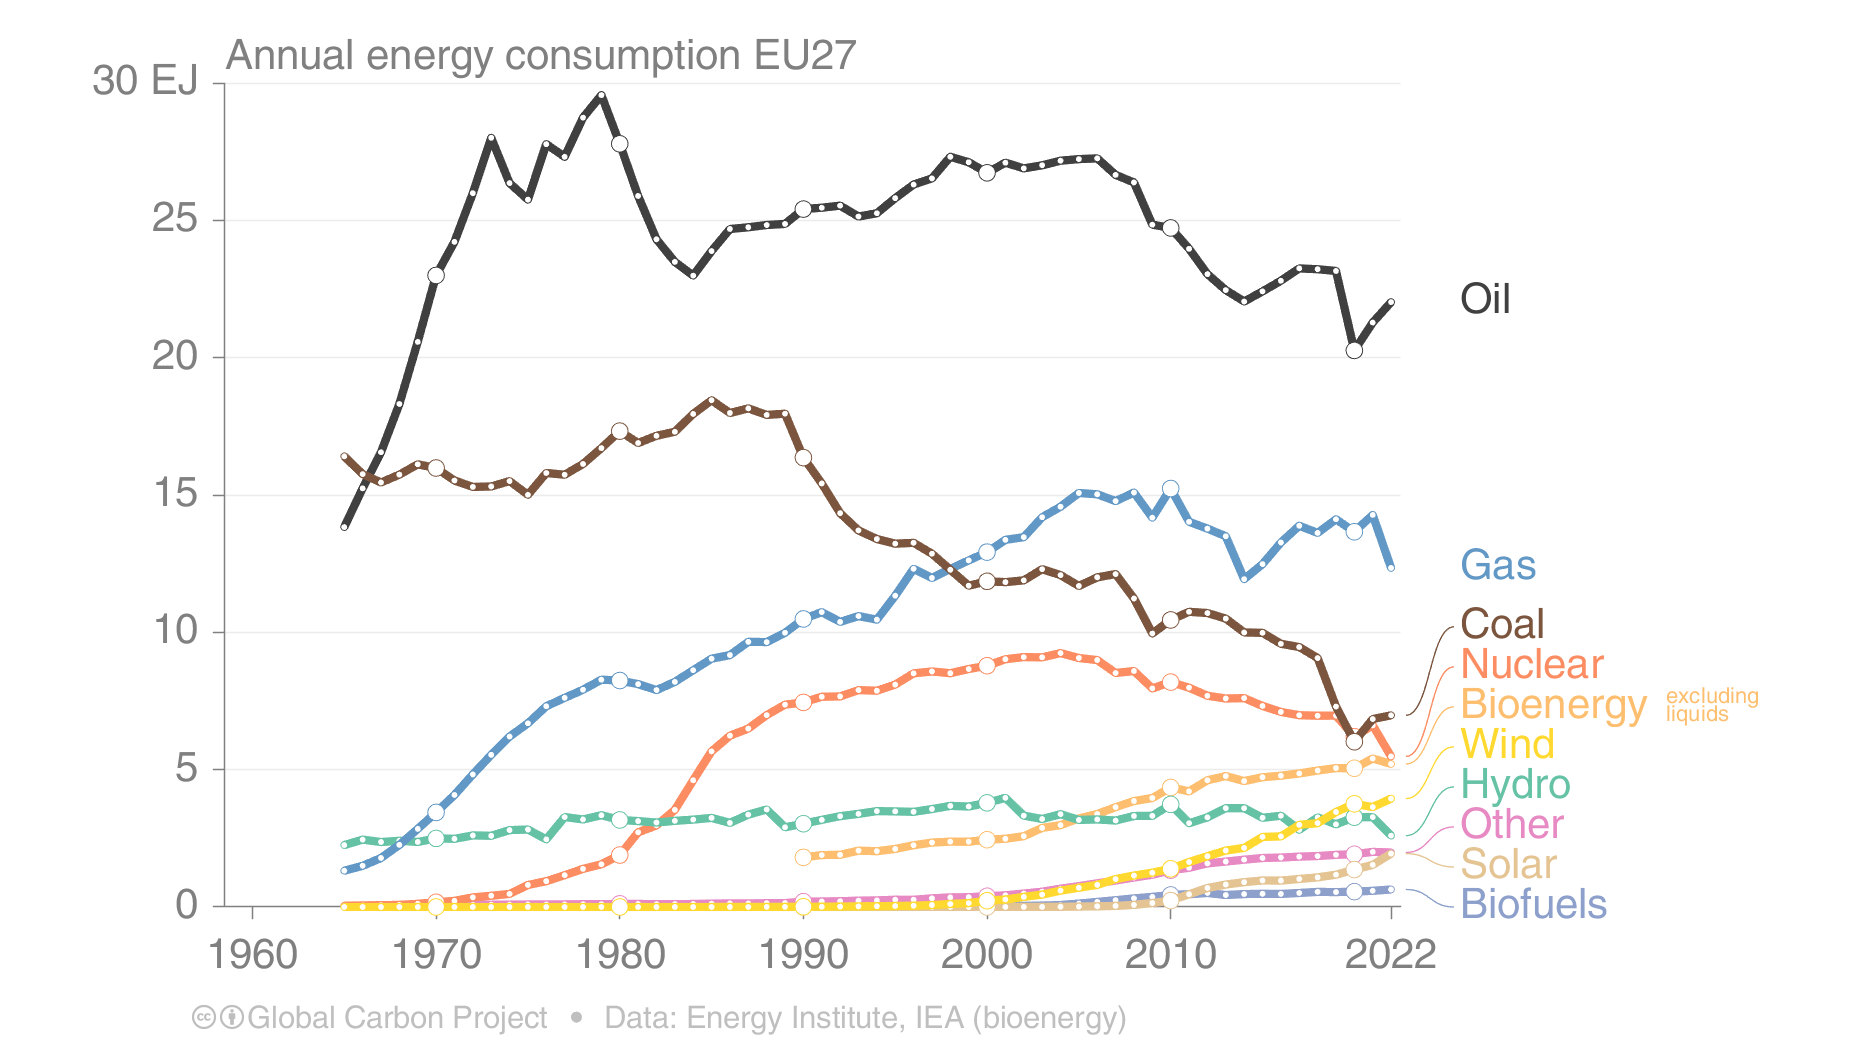 Annual energy consumption EU27
30 EJ
25
20
15
10
5
0
1960 1970 1980 1990 2000 2010 2022
Oil
Gas
Coal
Nuclear
Bioenergy excluding liquids
Wind
Hydro
Other
Solar
Biofuels
cc Global Carbon Project • Data: Energy Institute, IEA (bioenergy)